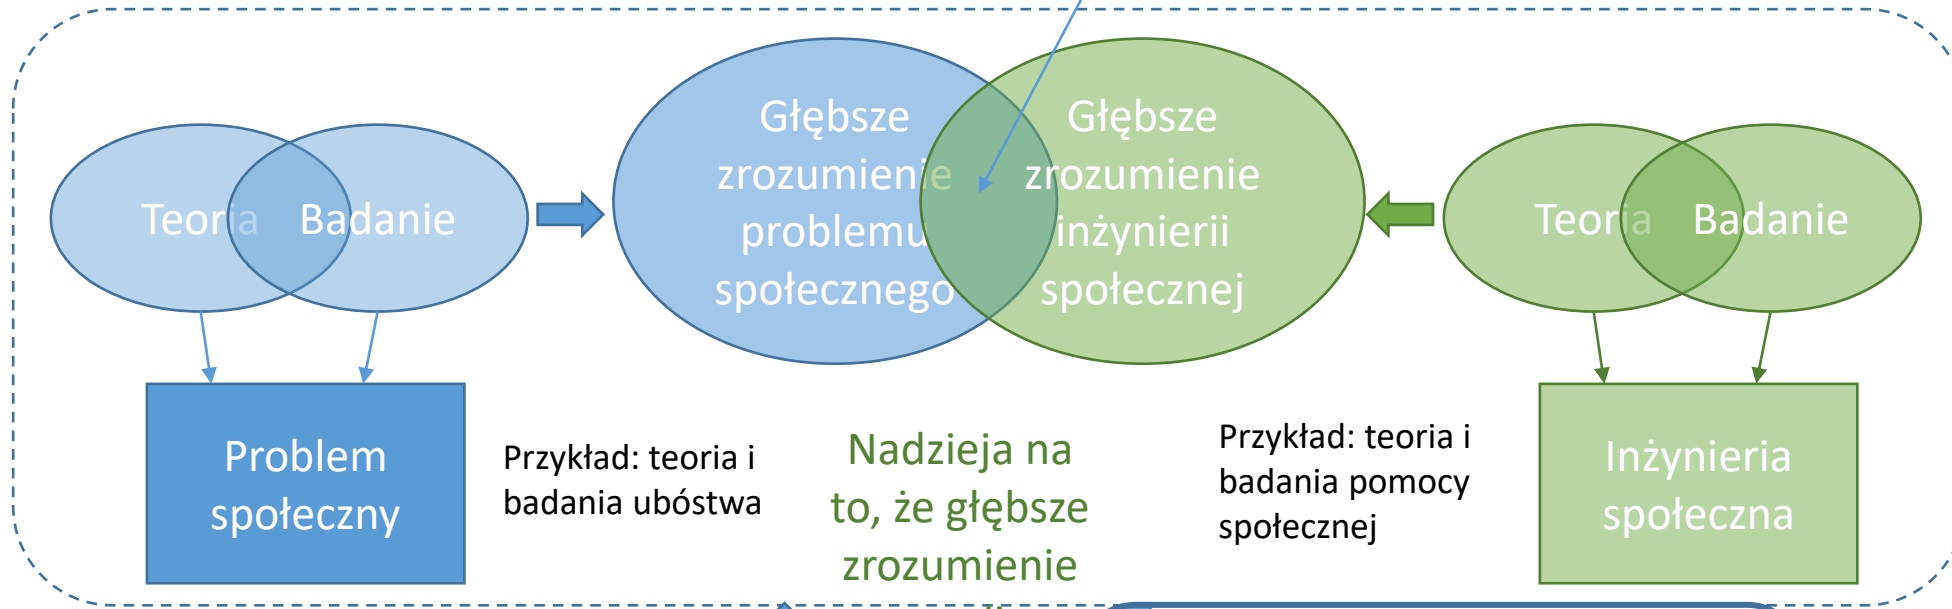 Teoria
Badanie
Problem
społeczny
Przykład: teoria i
badania ubóstwa
Głębsze
zrozumienie
problemu
społecznego
Głębsze
zrozumienie
inżynierii
społecznej
Nadzieja na
to, że głębsze
zrozumienie
Przykład: teoria i
badania pomocy
społecznej
Teoria
Badanie
Inżynieria
społeczna